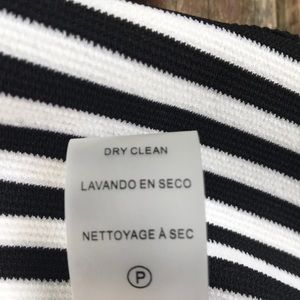 DRY CLEAN
LAVANDO EN SECO
NETTOYAGE À SEC
P